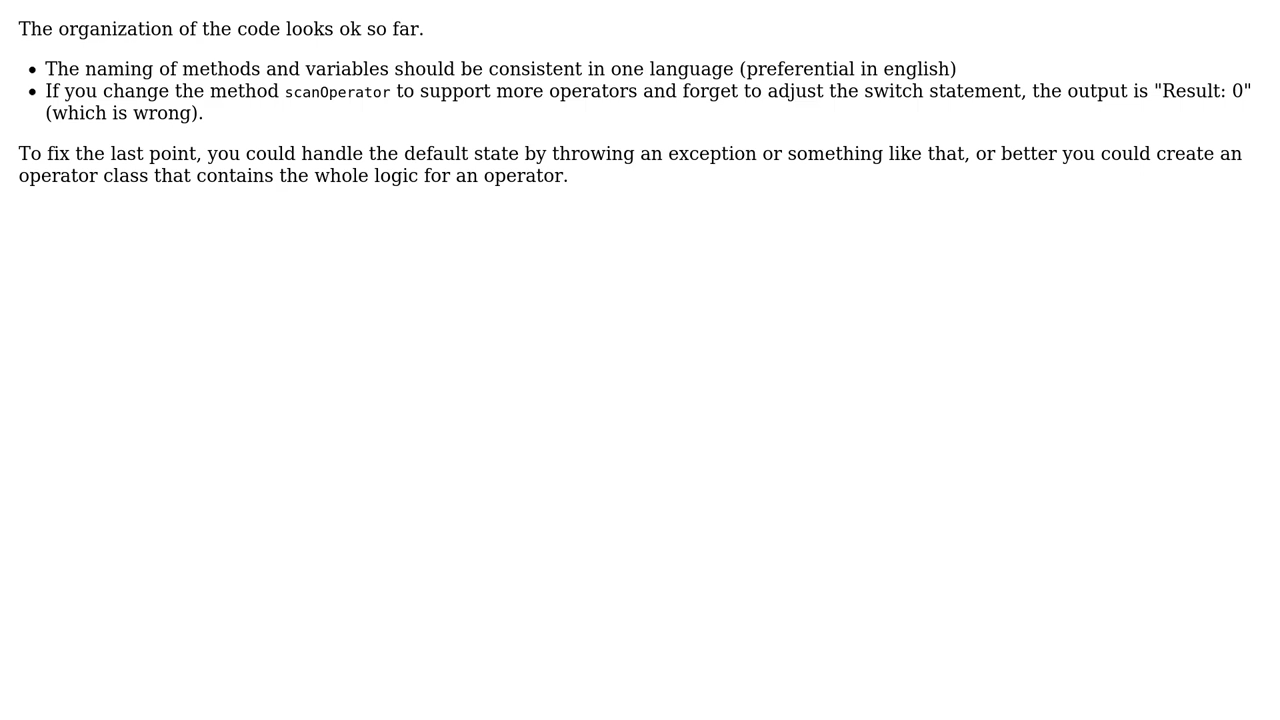 The organization of the code looks ok so far.
• The naming of methods and variables should be consistent in one language (preferential in english)
• If you change the method scanOperator to support more operators and forget to adjust the switch statement, the output is "Result: 0"
(which is wrong).
To fix the last point, you could handle the default state by throwing an exception or something like that, or better you could create an
operator class that contains the whole logic for an operator.